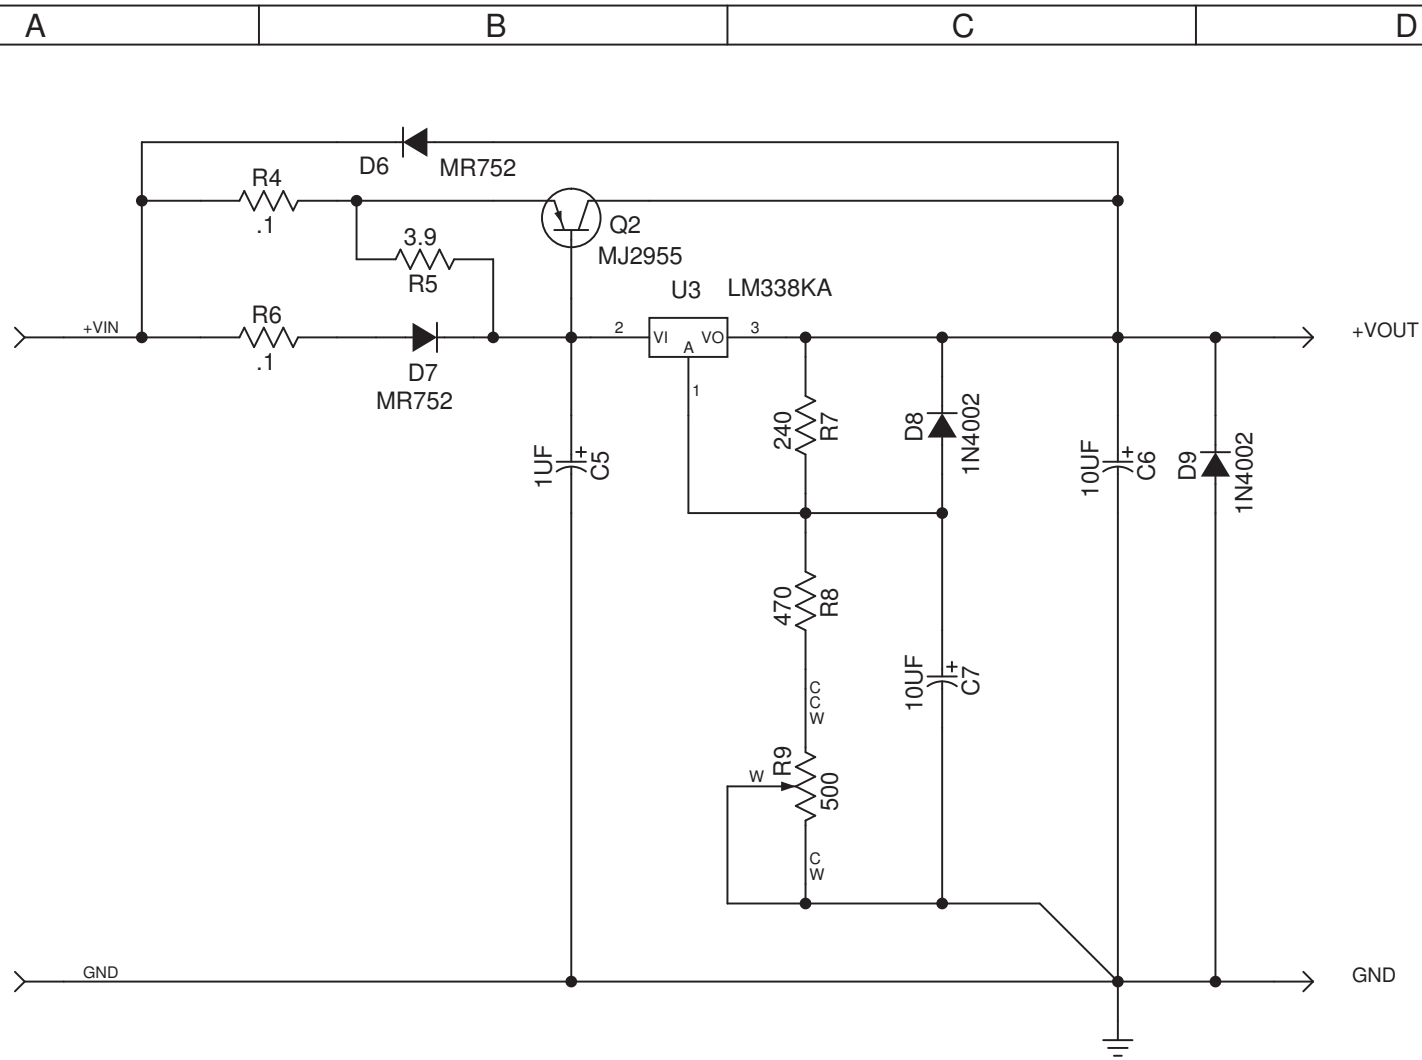 A B C D
D6 MR752
R4
.1
Q2
MJ2955
3.9
R5
U3 LM338KA
+VIN
R6
.1
D7
MR752
2 VI A VO 3
1
+VOUT
1UF + C5
240 R7
D8 1N4002
10UF + C6
D9 1N4002
470 R8
10UF + C7
CCW
W R9 500
CW
GND
GND